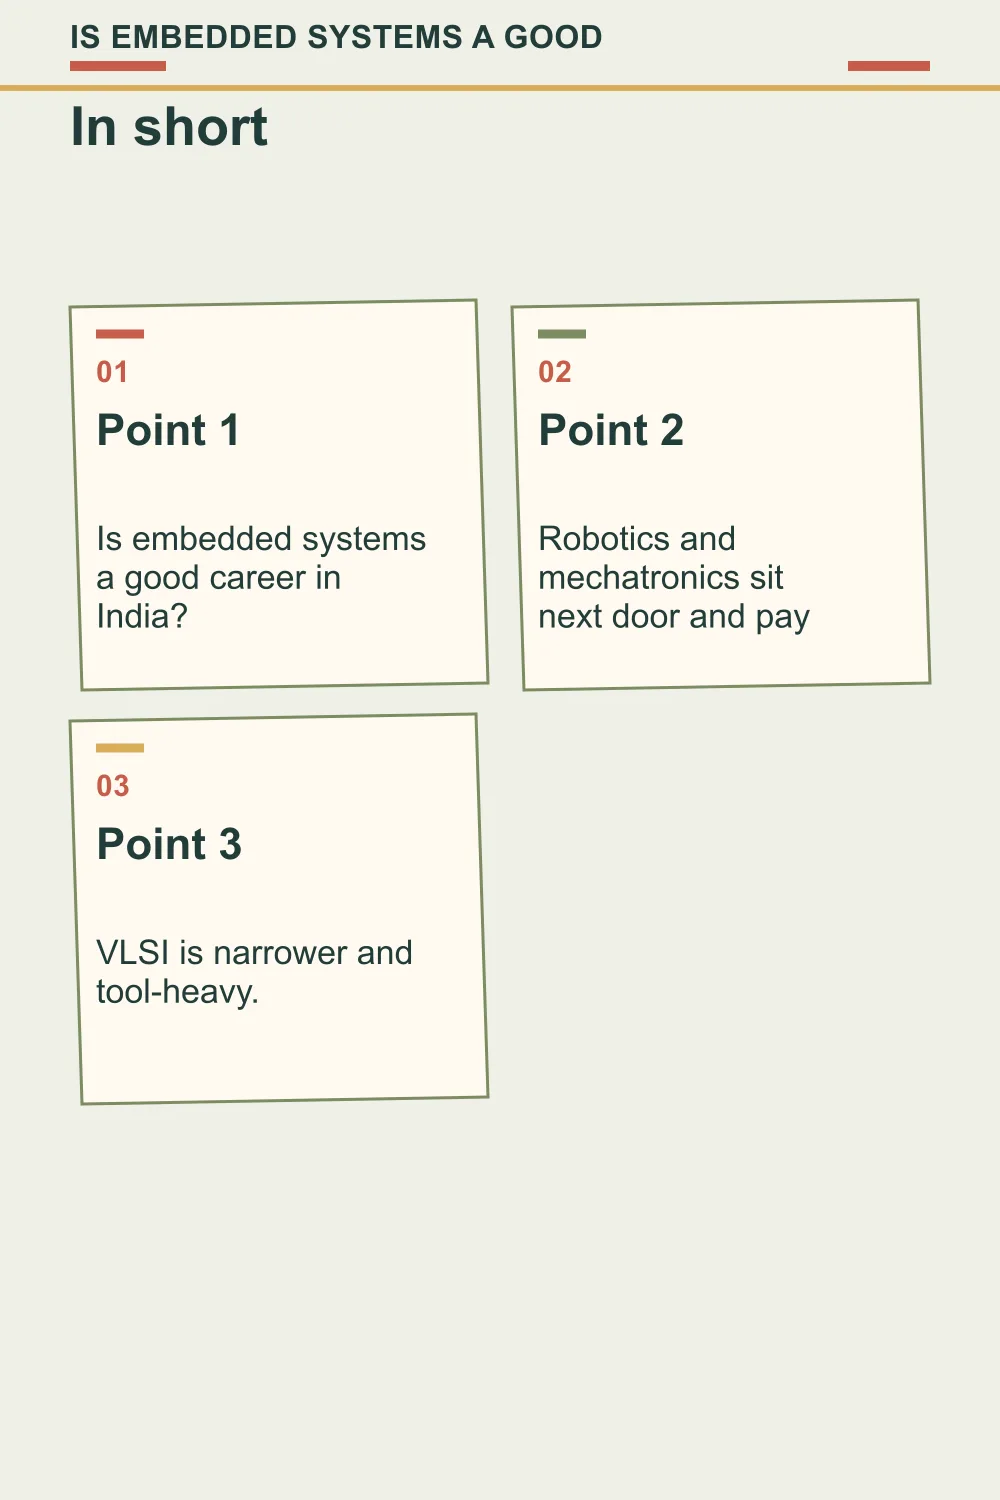 IS EMBEDDED SYSTEMS A GOOD
In short
01
Point 1
Is embedded systems
a good career in
India?
02
Point 2
Robotics and
mechatronics sit
next door and pay
03
Point 3
VLSI is narrower and
tool-heavy.